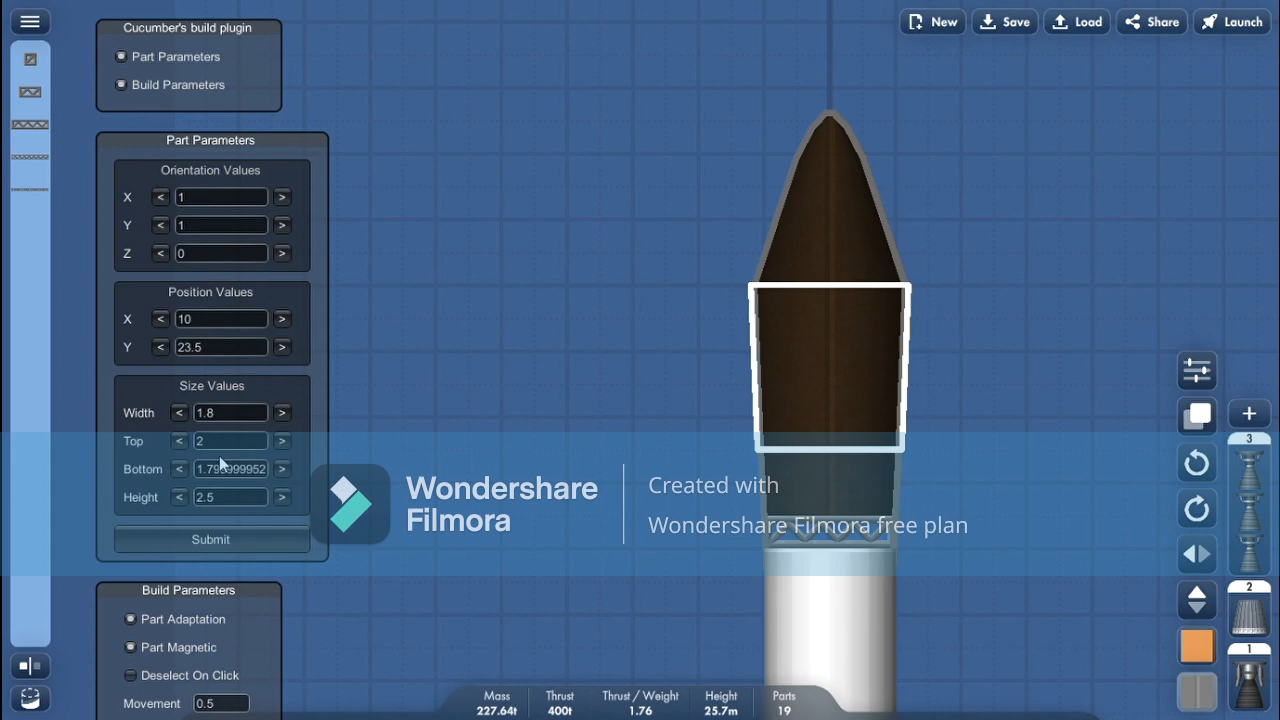 Cucumber's build plugin
Part Parameters
Build Parameters
Part Parameters
Orientation Values
X < 1 >
Y < 1 >
Z < 0 >
Position Values
X < 10 >
Y < 23.5 >
Size Values
Width < 1.8 >
Top < 2 >
Bottom < 1.799999952 >
Height < 2.5 >
Submit
Build Parameters
Part Adaptation
Part Magnetic
Deselect On Click
Movement 0.5
New Save Load Share Launch
Wondershare
Filmora
Created with
Wondershare Filmora free plan
3
2
1
Mass Thrust Thrust / Weight Height Parts
227.64t 400t 1.76 25.7m 19